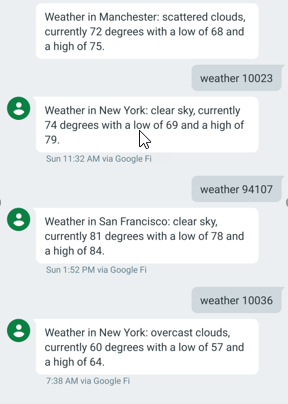 Weather in Manchester: scattered clouds,
currently 72 degrees with a low of 68 and
a high of 75.
weather 10023
Weather in New York: clear sky, currently
74 degrees with a low of 69 and a high of
79.
Sun 11:32 AM via Google Fi
weather 94107
Weather in San Francisco: clear sky,
currently 81 degrees with a low of 78 and
a high of 84.
Sun 1:52 PM via Google Fi
weather 10036
Weather in New York: overcast clouds,
currently 60 degrees with a low of 57 and
a high of 64.
7:38 AM via Google Fi